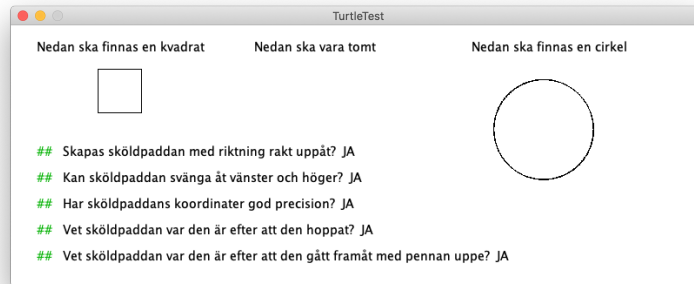 TurtleTest
Nedan ska finnas en kvadrat
Nedan ska vara tomt
Nedan ska finnas en cirkel
## Skapas sköldpaddan med riktning rakt uppåt? JA
## Kan sköldpaddan svänga åt vänster och höger? JA
## Har sköldpaddans koordinater god precision? JA
## Vet sköldpaddan var den är efter att den hoppat? JA
## Vet sköldpaddan var den är efter att den gått framåt med pennan uppe? JA